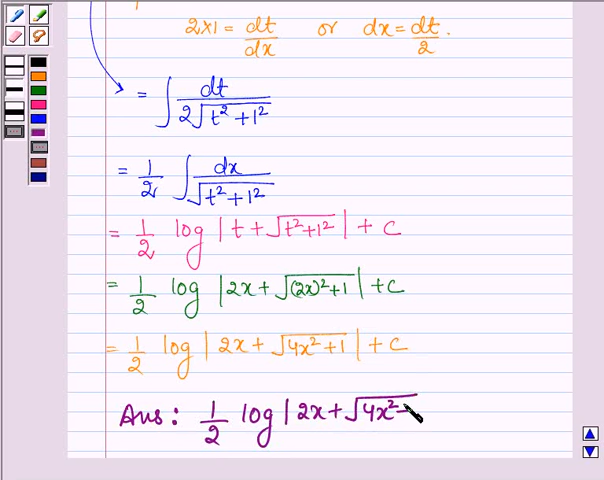 2×1 = dt/dx or dx = dt/2.
= ∫ dt / 2√t² + 1²
= 1/2 ∫ dx / √t² + 1²
= 1/2 log |t + √t²+1²| + c
= 1/2 log |2x + √(2x)²+1| + c
= 1/2 log |2x + √4x²+1| + c
Ans: 1/2 log |2x + √4x²